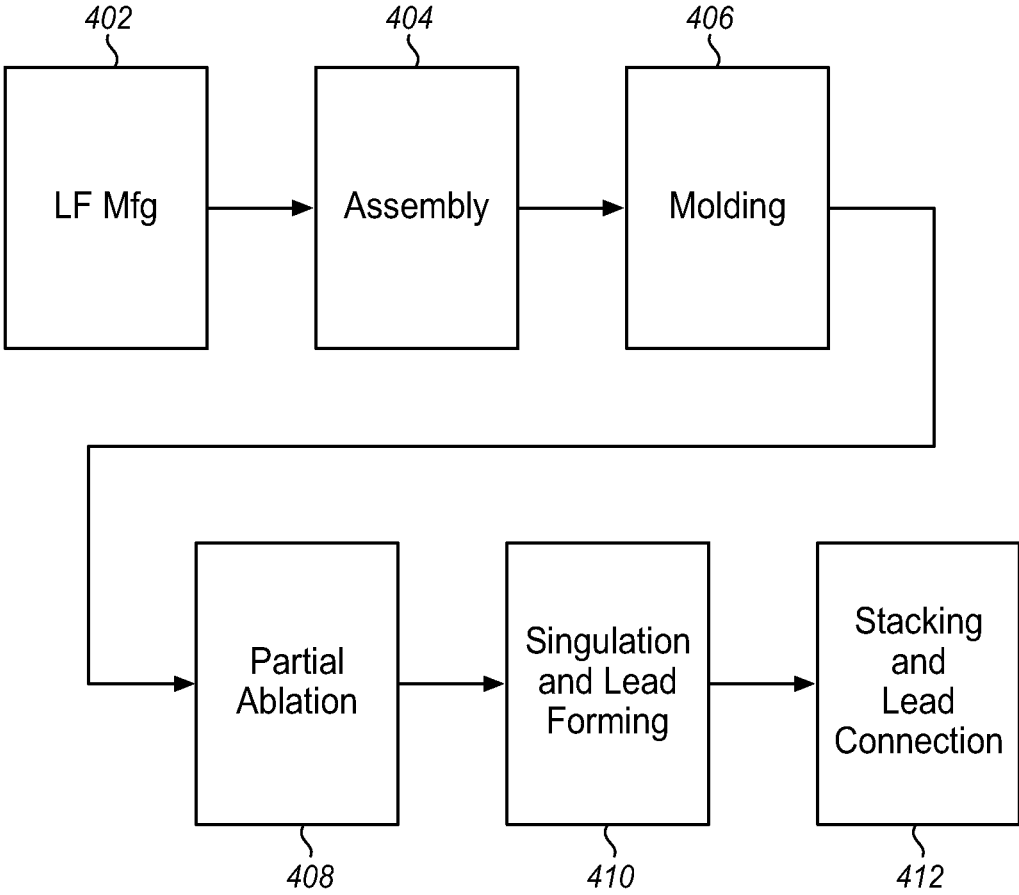 402
404
406
LF Mfg
Assembly
Molding
Partial
Ablation
Singulation
and Lead
Forming
Stacking
and
Lead
Connection
408
410
412